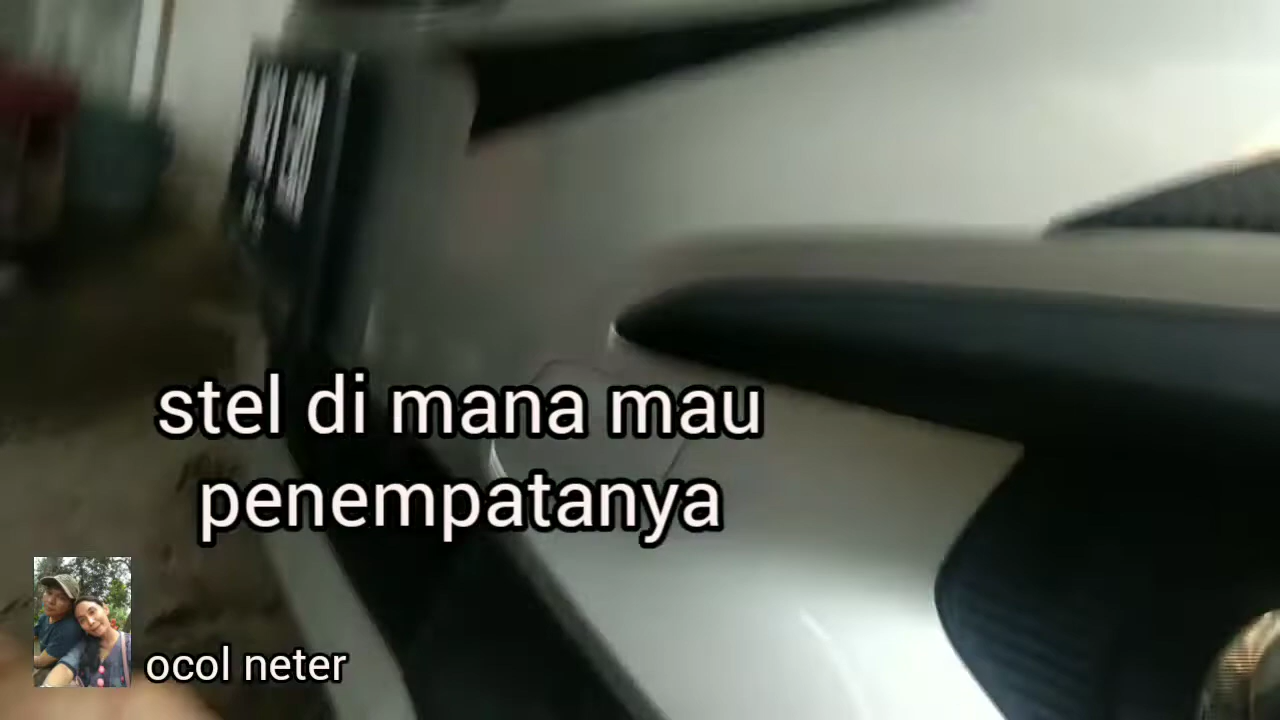 stel di mana mau
penempatanya
ocol neter